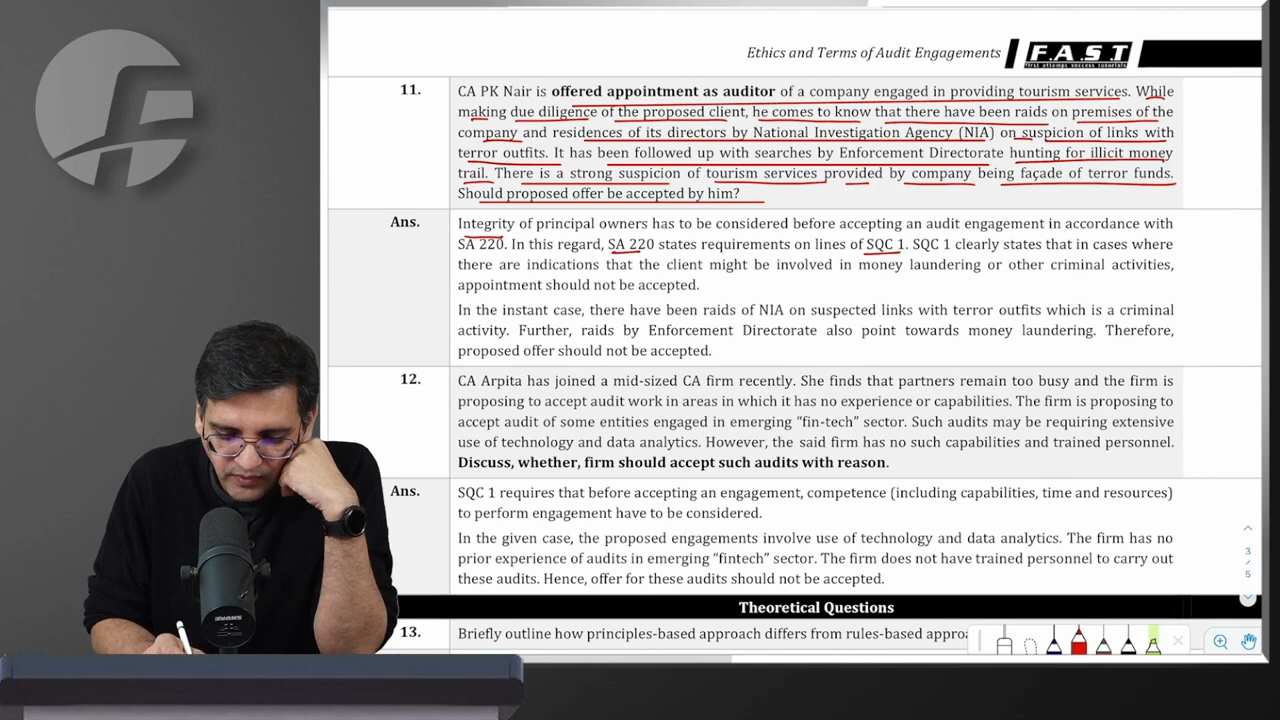 Ethics and Terms of Audit Engagements
F.A.S.T
first attempt success tutorials
11. CA PK Nair is offered appointment as auditor of a company engaged in providing tourism services. While
making due diligence of the proposed client, he comes to know that there have been raids on premises of the
company and residences of its directors by National Investigation Agency (NIA) on suspicion of links with
terror outfits. It has been followed up with searches by Enforcement Directorate hunting for illicit money
trail. There is a strong suspicion of tourism services provided by company being façade of terror funds.
Should proposed offer be accepted by him?
Ans. Integrity of principal owners has to be considered before accepting an audit engagement in accordance with
SA 220. In this regard, SA 220 states requirements on lines of SQC 1. SQC 1 clearly states that in cases where
there are indications that the client might be involved in money laundering or other criminal activities,
appointment should not be accepted.
In the instant case, there have been raids of NIA on suspected links with terror outfits which is a criminal
activity. Further, raids by Enforcement Directorate also point towards money laundering. Therefore,
proposed offer should not be accepted.
12. CA Arpita has joined a mid-sized CA firm recently. She finds that partners remain too busy and the firm is
proposing to accept audit work in areas in which it has no experience or capabilities. The firm is proposing to
accept audit of some entities engaged in emerging “fin-tech” sector. Such audits may be requiring extensive
use of technology and data analytics. However, the said firm has no such capabilities and trained personnel.
Discuss, whether, firm should accept such audits with reason.
Ans. SQC 1 requires that before accepting an engagement, competence (including capabilities, time and resources)
to perform engagement have to be considered.
In the given case, the proposed engagements involve use of technology and data analytics. The firm has no
prior experience of audits in emerging “fintech” sector. The firm does not have trained personnel to carry out
these audits. Hence, offer for these audits should not be accepted.
3
/
5
Theoretical Questions
13. Briefly outline how principles-based approach differs from rules-based
SHURE